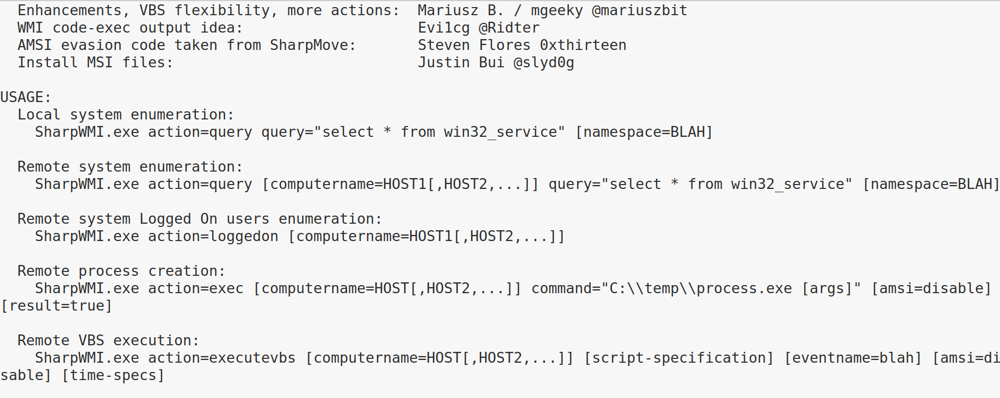 Enhancements, VBS flexibility, more actions:  Mariusz B. / mgeeky @mariuszbit
WMI code-exec output idea:                    Evi1cg @Ridter
AMSI evasion code taken from SharpMove:       Steven Flores 0xthirteen
Install MSI files:                            Justin Bui @slyd0g
USAGE:
Local system enumeration:
SharpWMI.exe action=query query="select * from win32_service" [namespace=BLAH]
Remote system enumeration:
SharpWMI.exe action=query [computername=HOST1[,HOST2,...]] query="select * from win32_service" [namespace=BLAH]
Remote system Logged On users enumeration:
SharpWMI.exe action=loggedon [computername=HOST1[,HOST2,...]]
Remote process creation:
SharpWMI.exe action=exec [computername=HOST[,HOST2,...]] command="C:\\temp\\process.exe [args]" [amsi=disable]
[result=true]
Remote VBS execution:
SharpWMI.exe action=executevbs [computername=HOST[,HOST2,...]] [script-specification] [eventname=blah] [amsi=di
sable] [time-specs]